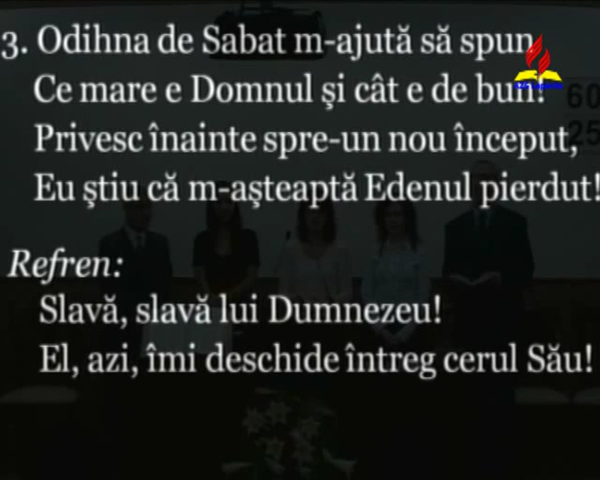 3. Odihna de Sabat m-ajută să spun
Ce mare e Domnul şi cât e de bun!
60
Privesc înainte spre-un nou început,
25
Eu ştiu că m-aşteaptă Edenul pierdut!
Refren:
Slavă, slavă lui Dumnezeu!
El, azi, îmi deschide întreg cerul Său!